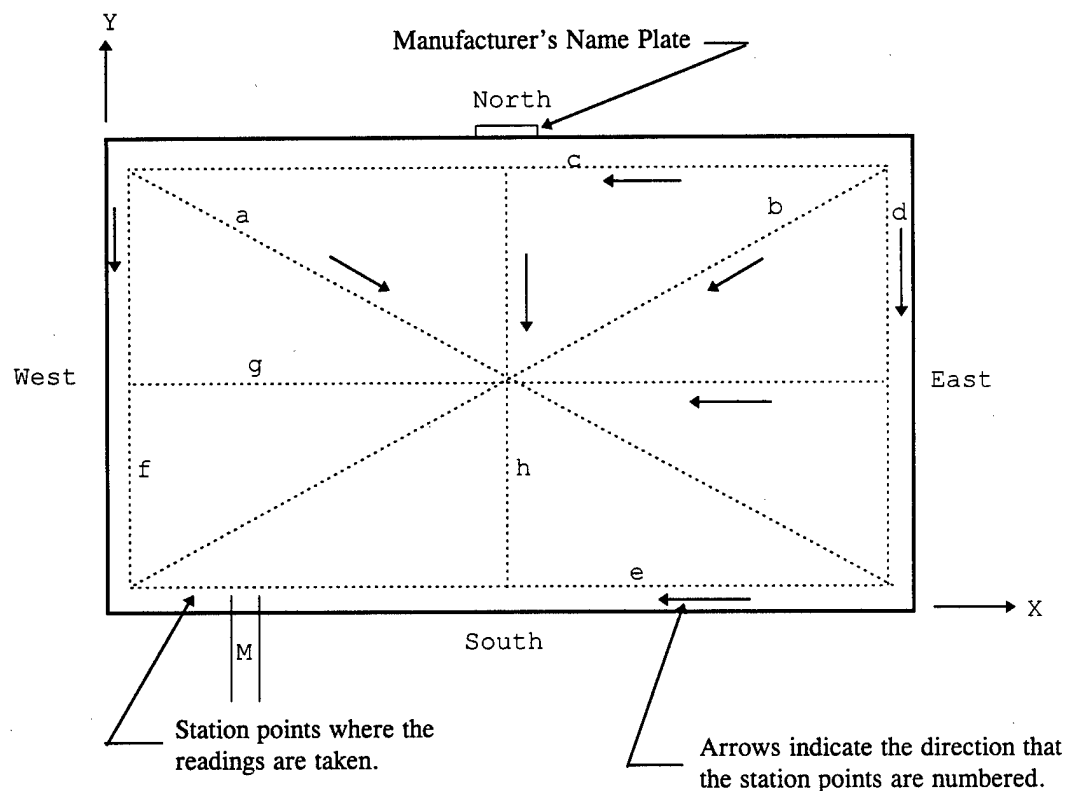 Y
Manufacturer's Name Plate
North
c
a
b
d
g
West
East
f
h
e
X
South
M
Station points where the
readings are taken.
Arrows indicate the direction that
the station points are numbered.